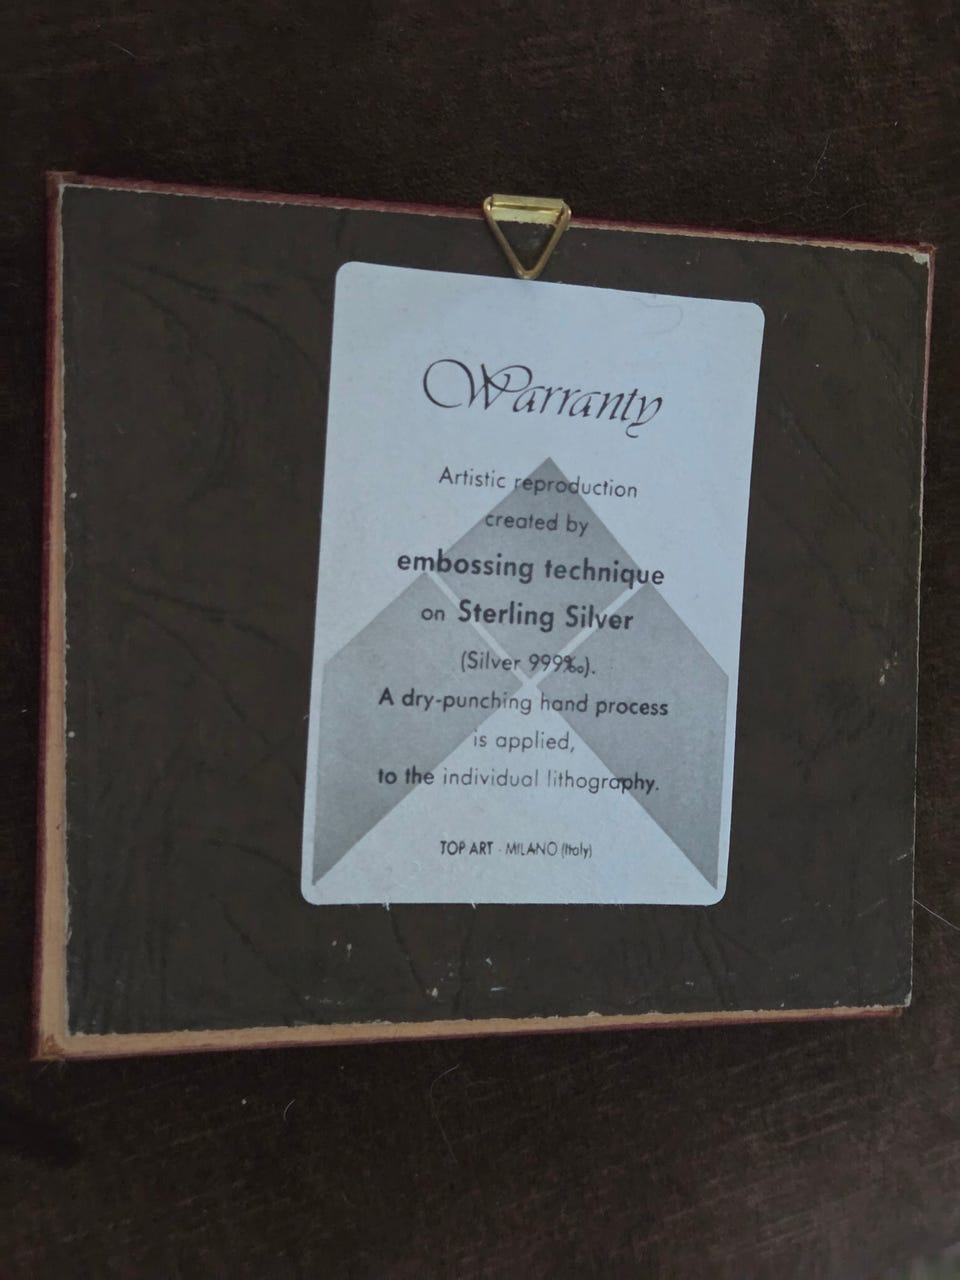 Warranty
Artistic reproduction
created by
embossing technique
on Sterling Silver
(Silver 999‰).
A dry-punching hand process
is applied,
to the individual lithography.
TOP ART - MILANO (Italy)